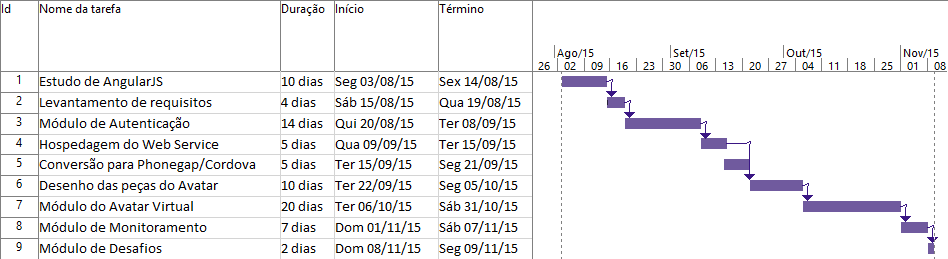 Id Nome da tarefa Duração Início Término
Ago/15 Set/15 Out/15 Nov/15
26 02 09 16 23 30 06 13 20 27 04 11 18 25 01 08
1 Estudo de AngularJS 10 dias Seg 03/08/15 Sex 14/08/15
2 Levantamento de requisitos 4 dias Sáb 15/08/15 Qua 19/08/15
3 Módulo de Autenticação 14 dias Qui 20/08/15 Ter 08/09/15
4 Hospedagem do Web Service 5 dias Qua 09/09/15 Ter 15/09/15
5 Conversão para Phonegap/Cordova 5 dias Ter 15/09/15 Seg 21/09/15
6 Desenho das peças do Avatar 10 dias Ter 22/09/15 Seg 05/10/15
7 Módulo do Avatar Virtual 20 dias Ter 06/10/15 Sáb 31/10/15
8 Módulo de Monitoramento 7 dias Dom 01/11/15 Sáb 07/11/15
9 Módulo de Desafios 2 dias Dom 08/11/15 Seg 09/11/15